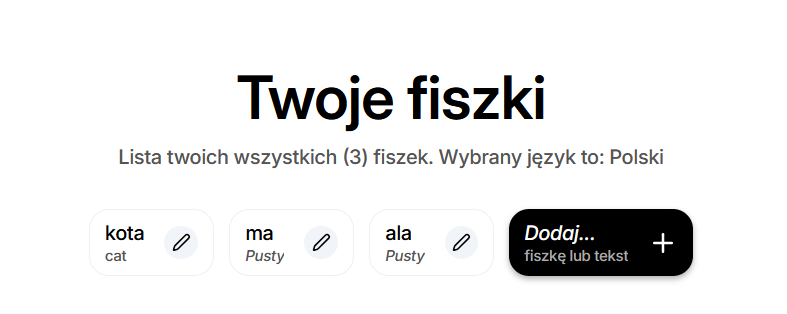 Twoje fiszki
Lista twoich wszystkich (3) fiszek. Wybrany język to: Polski
kota
cat
ma
Pusty
ala
Pusty
Dodaj...
fiszkę lub tekst